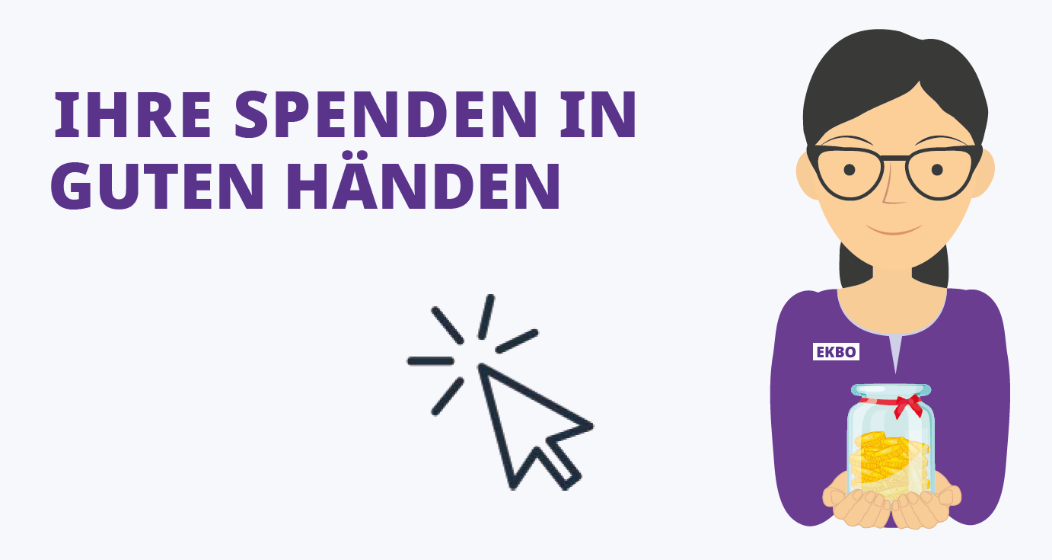 IHRE SPENDEN IN
GUTEN HÄNDEN
EKBO